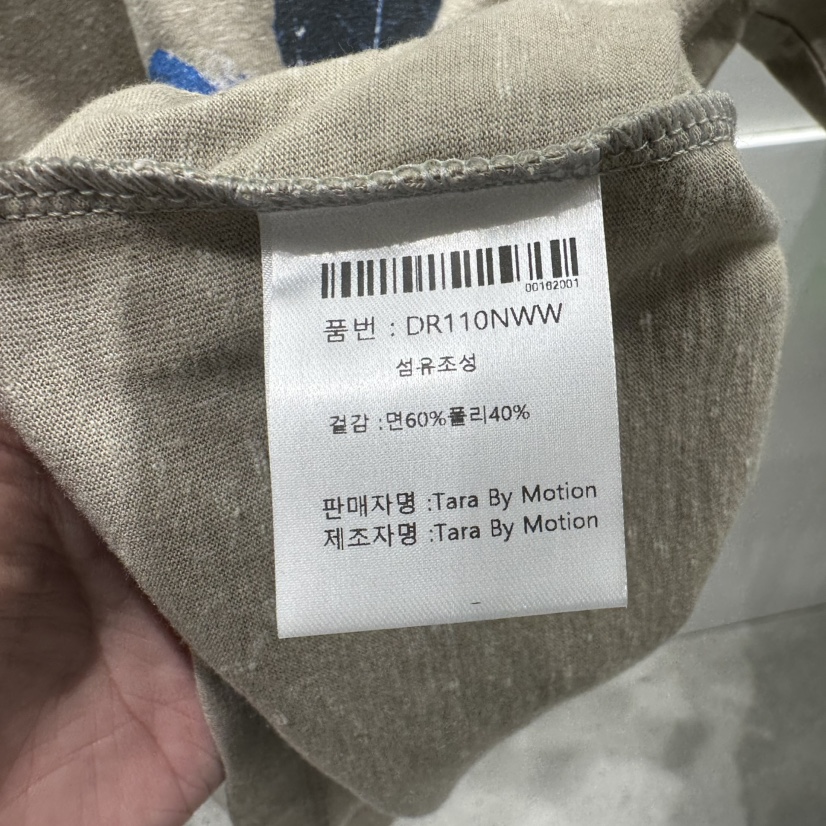 00162001
품번 : DR110NWW
섬유조성
겉감 :면60%폴리40%
판매자명 :Tara By Motion
제조자명 :Tara By Motion